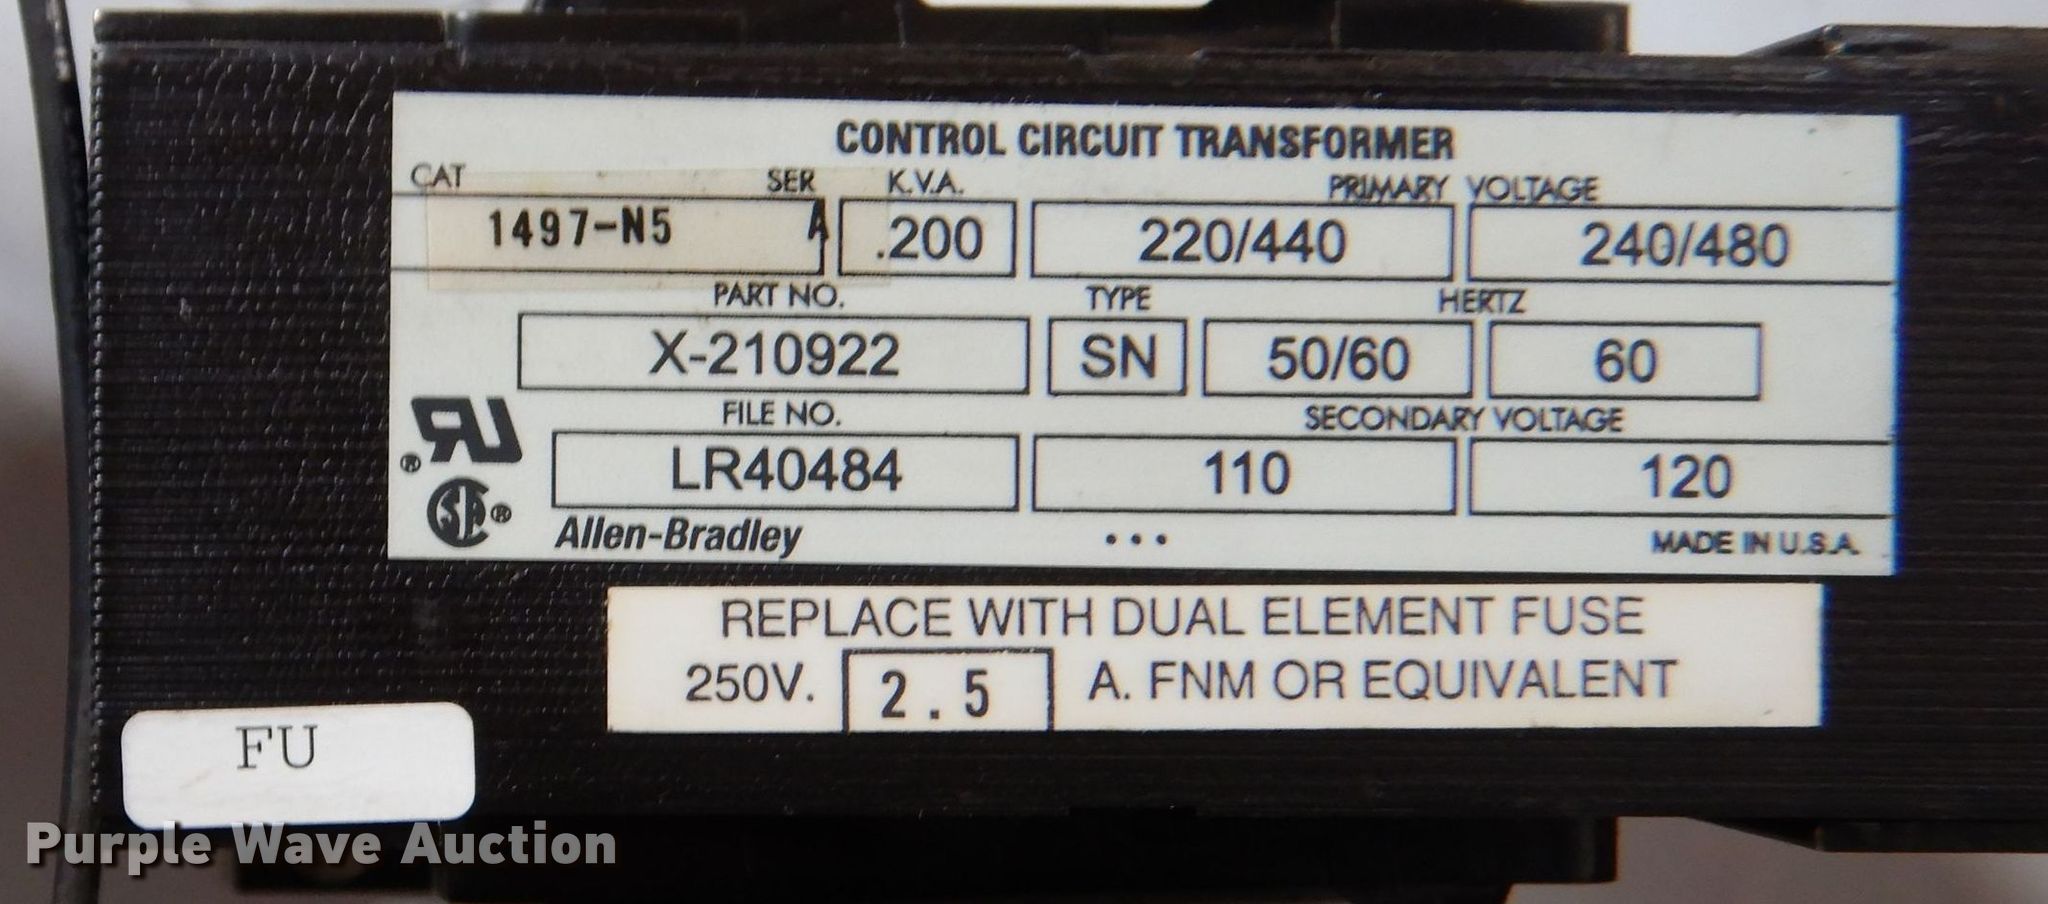 CONTROL CIRCUIT TRANSFORMER
CAT SER K.V.A. PRIMARY VOLTAGE
1497-N5 A .200 220/440 240/480
PART NO. TYPE HERTZ
X-210922 SN 50/60 60
FILE NO. SECONDARY VOLTAGE
LR40484 110 120
Allen-Bradley ... MADE IN U.S.A.
REPLACE WITH DUAL ELEMENT FUSE
250V. 2.5 A. FNM OR EQUIVALENT
FU
Purple Wave Auction